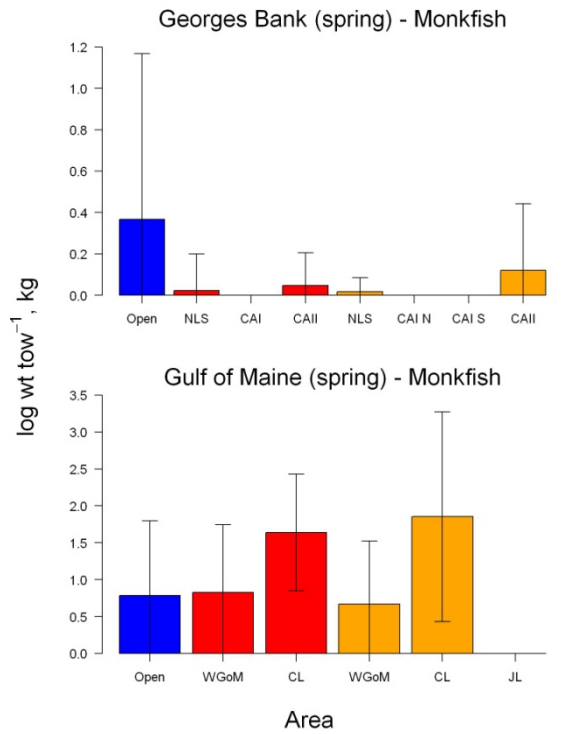 Georges Bank (spring) - Monkfish
1.2
1.0
0.8
0.6
0.4
0.2
0.0
Open NLS CAI CAII NLS CAI N CAI S CAII
log wt tow⁻¹, kg
Gulf of Maine (spring) - Monkfish
3.5
3.0
2.5
2.0
1.5
1.0
0.5
0.0
Open WGoM CL WGoM CL JL
Area